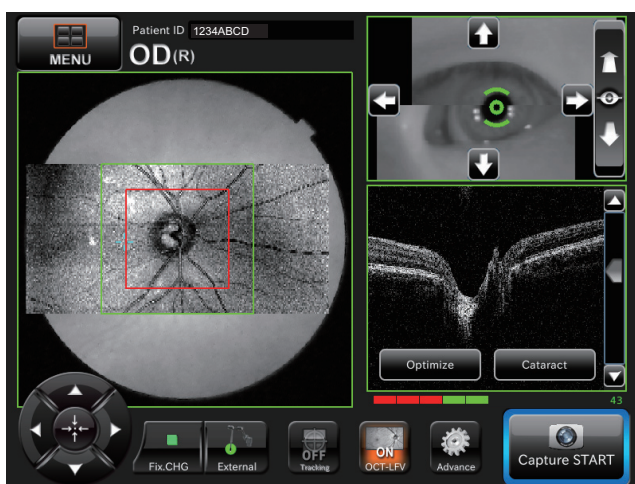 MENU
Patient ID 1234ABCD
OD(R)
Optimize
Cataract
43
Fix.CHG
External
OFF
Tracking
ON
OCT-LFV
Advance
Capture START